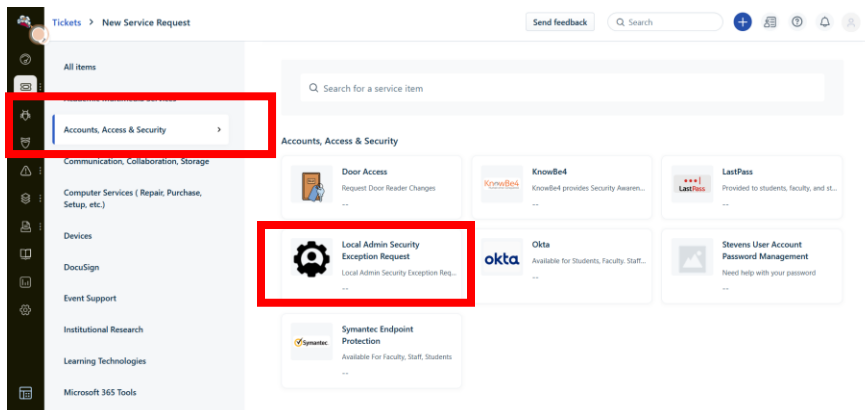 Tickets > New Service Request
Send feedback
Search
All items
Accounts, Access & Security >
Communication, Collaboration, Storage
Computer Services ( Repair, Purchase,
Setup, etc.)
Devices
DocuSign
Event Support
Institutional Research
Learning Technologies
Microsoft 365 Tools
Search for a service item
Accounts, Access & Security
Door Access
Request Door Reader Changes
--
KnowBe4
KnowBe4
KnowBe4 provides Security Awaren...
--
LastPass
LastPass
Provided to students, faculty, and st...
--
Local Admin Security
Exception Request
Local Admin Security Exception Req...
--
okta
Okta
Available for Students, Faculty. Staff...
--
Stevens User Account
Password Management
Need help with your password
--
Symantec.
Symantec Endpoint
Protection
Available For Faculty, Staff, Students
--